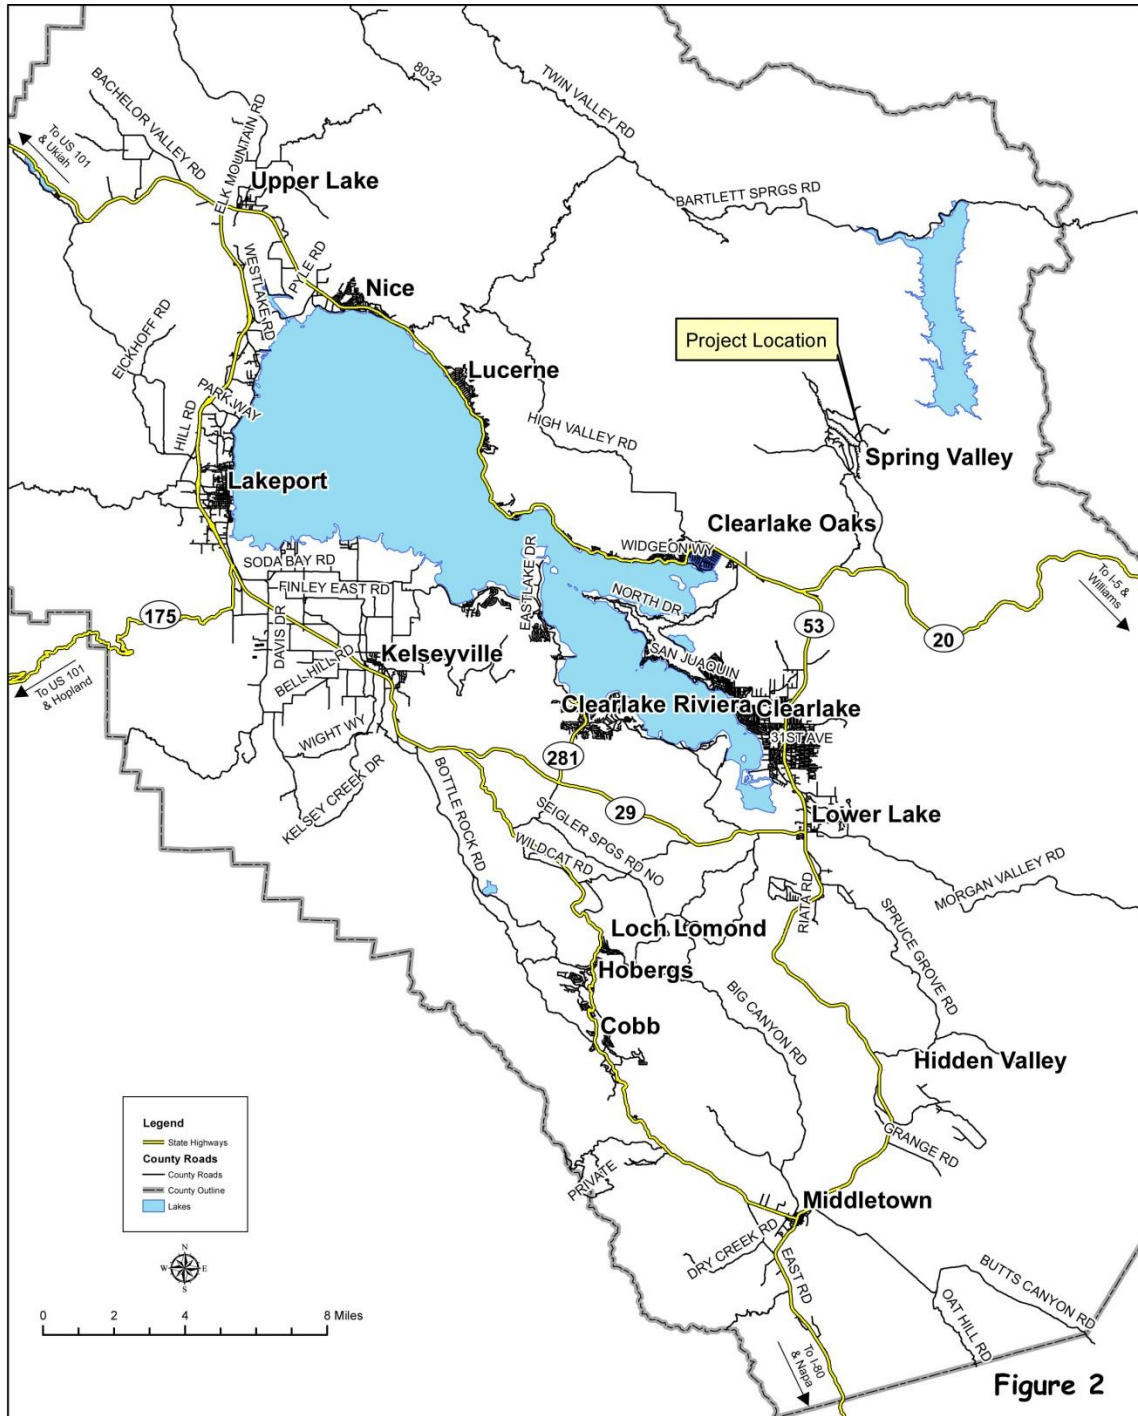 8032
TWIN VALLEY RD
BACHELOR VALLEY RD
ELK MOUNTAIN RD
To US 101
& Ukiah
Upper Lake
BARTLETT SPRGS RD
WESTLAKE RD
PYLE RD
Nice
EICKHOFF RD
Project Location
Lucerne
PARK WAY
HILL RD
HIGH VALLEY RD
Spring Valley
Lakeport
Clearlake Oaks
WIDGEON WY
EASTLAKE DR
SODA BAY RD
FINLEY EAST RD
NORTH DR
To I-5 &
Williams
175
53
20
DAVIS DR
SAN JUAQUIN
Kelseyville
BELL HILL RD
To US 101
& Hopland
Clearlake Riviera
Clearlake
31ST AVE
WIGHT WY
281
BOTTLE ROCK RD
KELSEY CREEK DR
29
SEIGLER SPGS RD NO
Lower Lake
WILDCAT RD
MORGAN VALLEY RD
RIATA RD
SPRUCE GROVE RD
Loch Lomond
Hobergs
BIG CANYON RD
Cobb
Hidden Valley
GRANGE RD
Legend
State Highways
County Roads
County Roads
County Outline
Lakes
PRIVATE
Middletown
DRY CREEK RD
EAST RD
N
W
E
S
BUTTS CANYON RD
OAT HILL RD
0
2
4
8 Miles
To I-80
& Napa
Figure 2